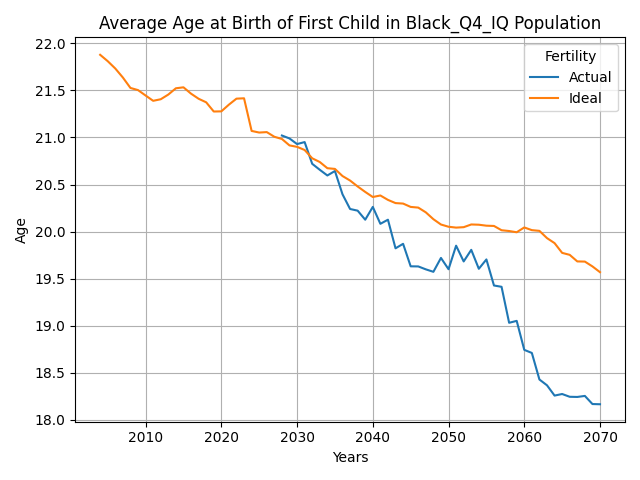 Average Age at Birth of First Child in Black_Q4_IQ Population
22.0
21.5
21.0
20.5
20.0
19.5
19.0
18.5
18.0
Age
Fertility
Actual
Ideal
2010 2020 2030 2040 2050 2060 2070
Years